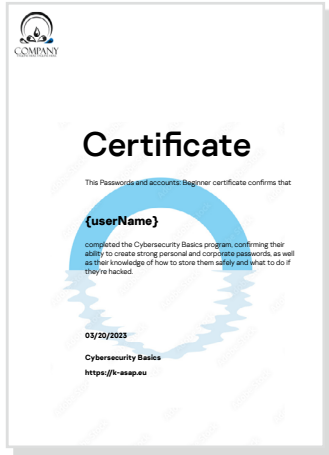 COMPANY
Certificate
This Passwords and accounts: Beginner certificate confirms that
{userName}
completed the Cybersecurity Basics program, confirming their
ability to create strong personal and corporate passwords, as well
as their knowledge of how to store them safely and what to do if
they're hacked.
03/20/2023
Cybersecurity Basics
https://k-asap.eu